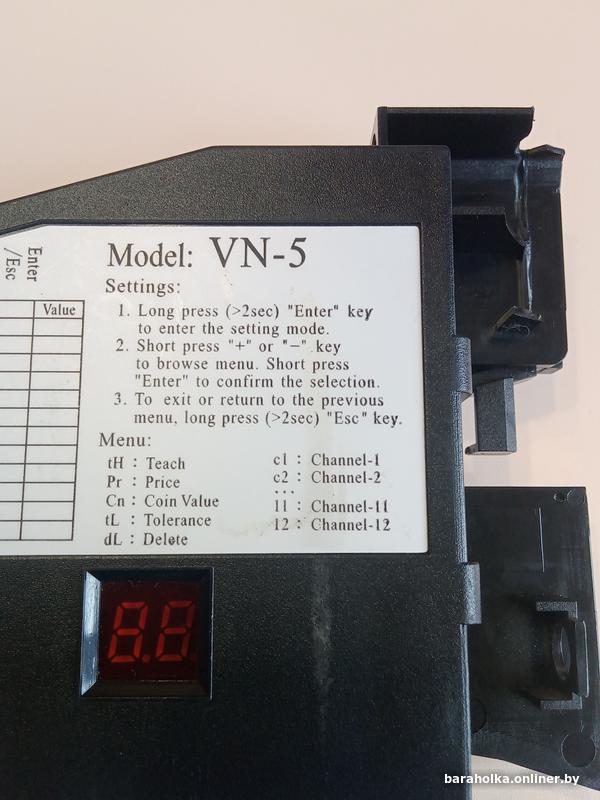 Enter
/Esc
Value
Model: VN-5
Settings:
1. Long press (>2sec) "Enter" key
to enter the setting mode.
2. Short press "+" or "−" key
to browse menu. Short press
"Enter" to confirm the selection.
3. To exit or return to the previous
menu, long press (>2sec) "Esc" key.
Menu:
tH : Teach
Pr : Price
Cn : Coin Value
tL : Tolerance
dL : Delete
c1 : Channel-1
c2 : Channel-2
...
11 : Channel-11
12 : Channel-12
8.8.
baraholka.onliner.by